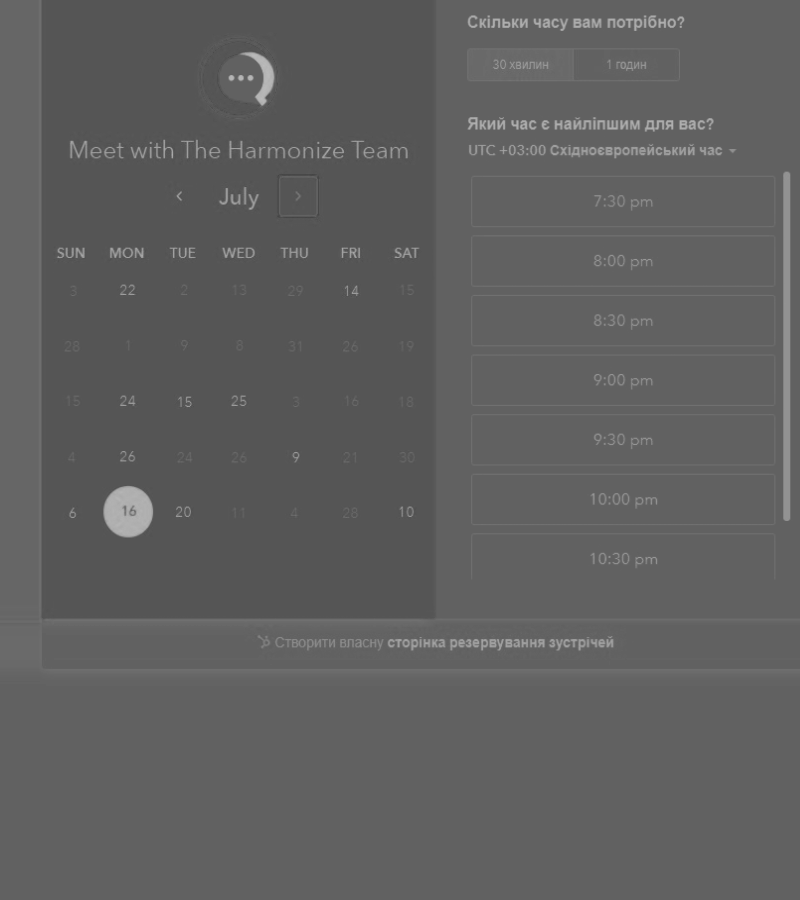 Meet with The Harmonize Team
July
SUN MON TUE WED THU FRI SAT
3 22 2 13 29 14 15
28 1 9 8 31 26 19
15 24 15 25 3 16 18
4 26 24 26 9 21 30
6 16 20 11 4 28 10
Скільки часу вам потрібно?
30 хвилин 1 годин
Який час є найліпшим для вас?
UTC +03:00 Східноєвропейський час
7:30 pm
8:00 pm
8:30 pm
9:00 pm
9:30 pm
10:00 pm
10:30 pm
Створити власну сторінка резервування зустрічей